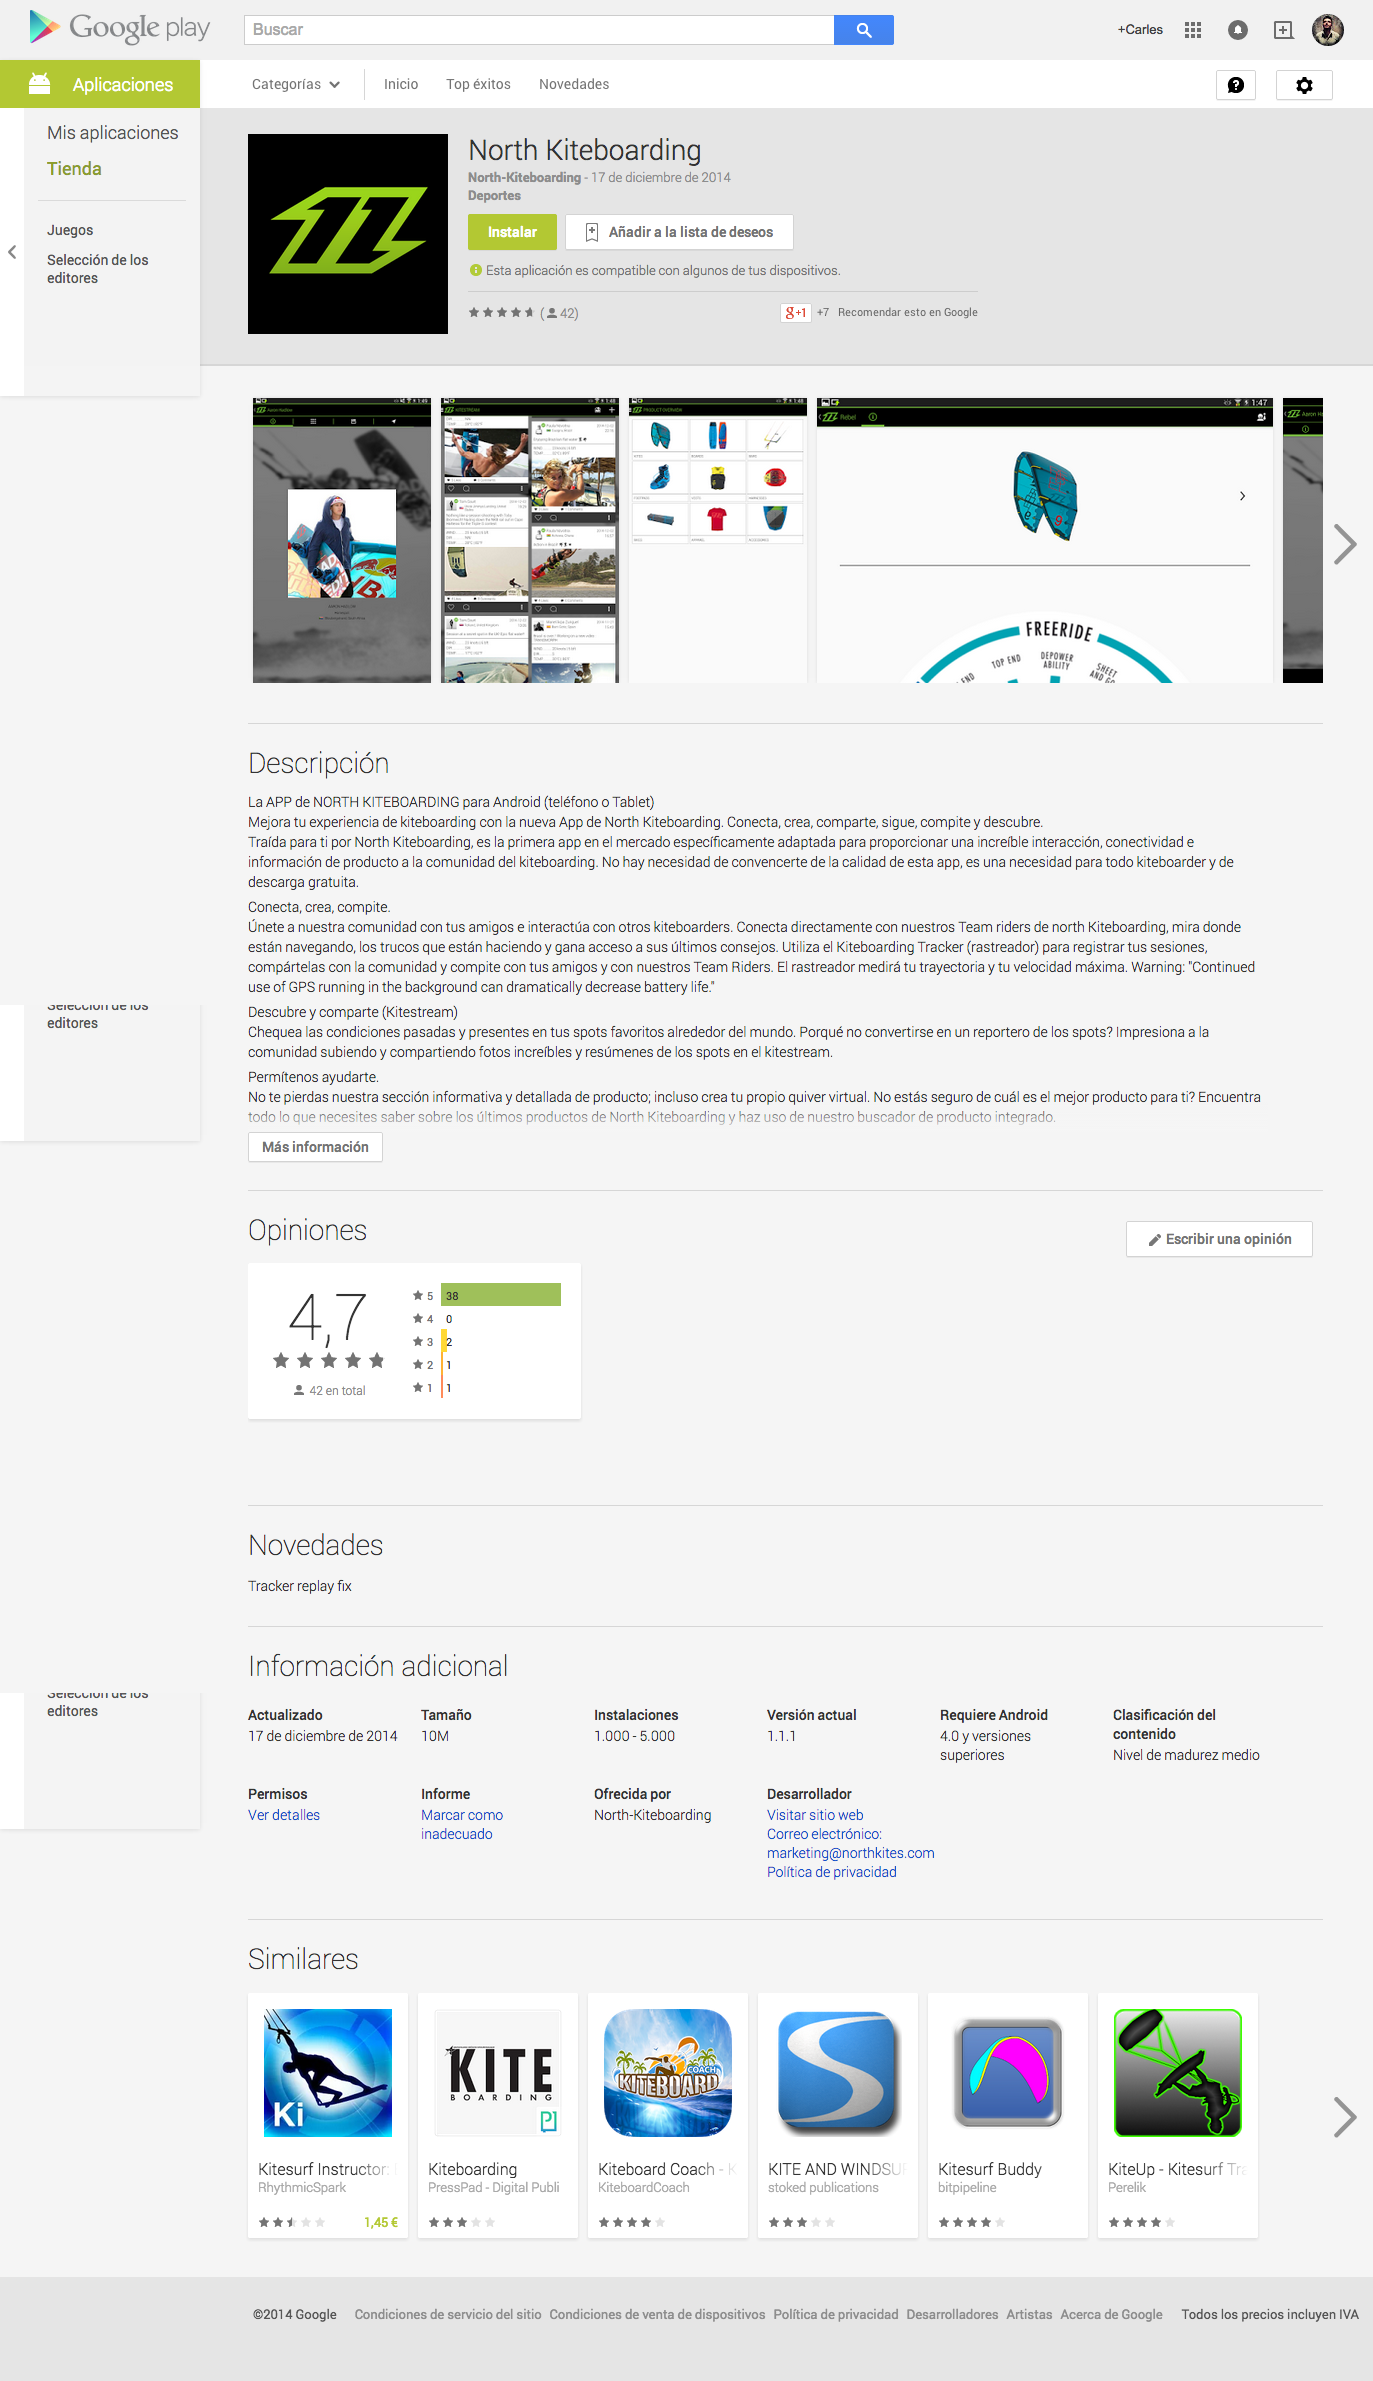 Google play
Buscar
+Carles
Aplicaciones
Categorías
Inicio
Top éxitos
Novedades
Mis aplicaciones
Tienda
Juegos
Selección de los
editores
North Kiteboarding
North-Kiteboarding - 17 de diciembre de 2014
Deportes
Instalar
Añadir a la lista de deseos
Esta aplicación es compatible con algunos de tus dispositivos.
(42)
g+1 +7 Recomendar esto en Google
KITESTREAM
PRODUCT OVERVIEW
Rebel
1:47
FREERIDE
TOP END
DEPOWER
ABILITY
SHEET
Descripción
La APP de NORTH KITEBOARDING para Android (teléfono o Tablet)
Mejora tu experiencia de kiteboarding con la nueva App de North Kiteboarding. Conecta, crea, comparte, sigue, compite y descubre.
Traída para ti por North Kiteboarding, es la primera app en el mercado específicamente adaptada para proporcionar una increíble interacción, conectividad e
información de producto a la comunidad del kiteboarding. No hay necesidad de convencerte de la calidad de esta app, es una necesidad para todo kiteboarder y de
descarga gratuita.
Conecta, crea, compite.
Únete a nuestra comunidad con tus amigos e interactúa con otros kiteboarders. Conecta directamente con nuestros Team riders de north Kiteboarding, mira donde
están navegando, los trucos que están haciendo y gana acceso a sus últimos consejos. Utiliza el Kiteboarding Tracker (rastreador) para registrar tus sesiones,
compártelas con la comunidad y compite con tus amigos y con nuestros Team Riders. El rastreador medirá tu trayectoria y tu velocidad máxima. Warning: "Continued
use of GPS running in the background can dramatically decrease battery life."
Descubre y comparte (Kitestream)
Chequea las condiciones pasadas y presentes en tus spots favoritos alrededor del mundo. Porqué no convertirse en un reportero de los spots? Impresiona a la
comunidad subiendo y compartiendo fotos increíbles y resúmenes de los spots en el kitestream.
Permítenos ayudarte.
No te pierdas nuestra sección informativa y detallada de producto; incluso crea tu propio quiver virtual. No estás seguro de cuál es el mejor producto para ti? Encuentra
todo lo que necesites saber sobre los últimos productos de North Kiteboarding y haz uso de nuestro buscador de producto integrado.
Selección de los
editores
Más información
Opiniones
Escribir una opinión
4,7
42 en total
5 38
4 0
3 2
2 1
1 1
Novedades
Tracker replay fix
Información adicional
Selección de los
editores
Actualizado
17 de diciembre de 2014
Tamaño
10M
Instalaciones
1.000 - 5.000
Versión actual
1.1.1
Requiere Android
4.0 y versiones
superiores
Clasificación del
contenido
Nivel de madurez medio
Permisos
Ver detalles
Informe
Marcar como
inadecuado
Ofrecida por
North-Kiteboarding
Desarrollador
Visitar sitio web
Correo electrónico:
marketing@northkites.com
Política de privacidad
Similares
Ki
KITE
BOARDING
COACH
KITEBOARD
Kitesurf Instructor:
RhythmicSpark
1,45 €
Kiteboarding
PressPad - Digital Publi
Kiteboard Coach - K
KiteboardCoach
KITE AND WINDSU
stoked publications
Kitesurf Buddy
bitpipeline
KiteUp - Kitesurf Tra
Perelik
©2014 Google Condiciones de servicio del sitio Condiciones de venta de dispositivos Política de privacidad Desarrolladores Artistas Acerca de Google Todos los precios incluyen IVA